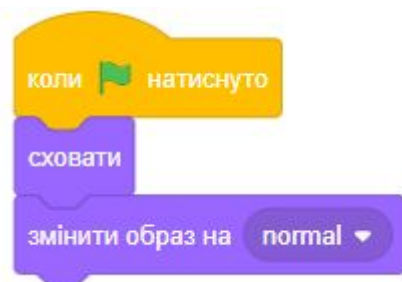 коли натиснуто
сховати
змінити образ на normal